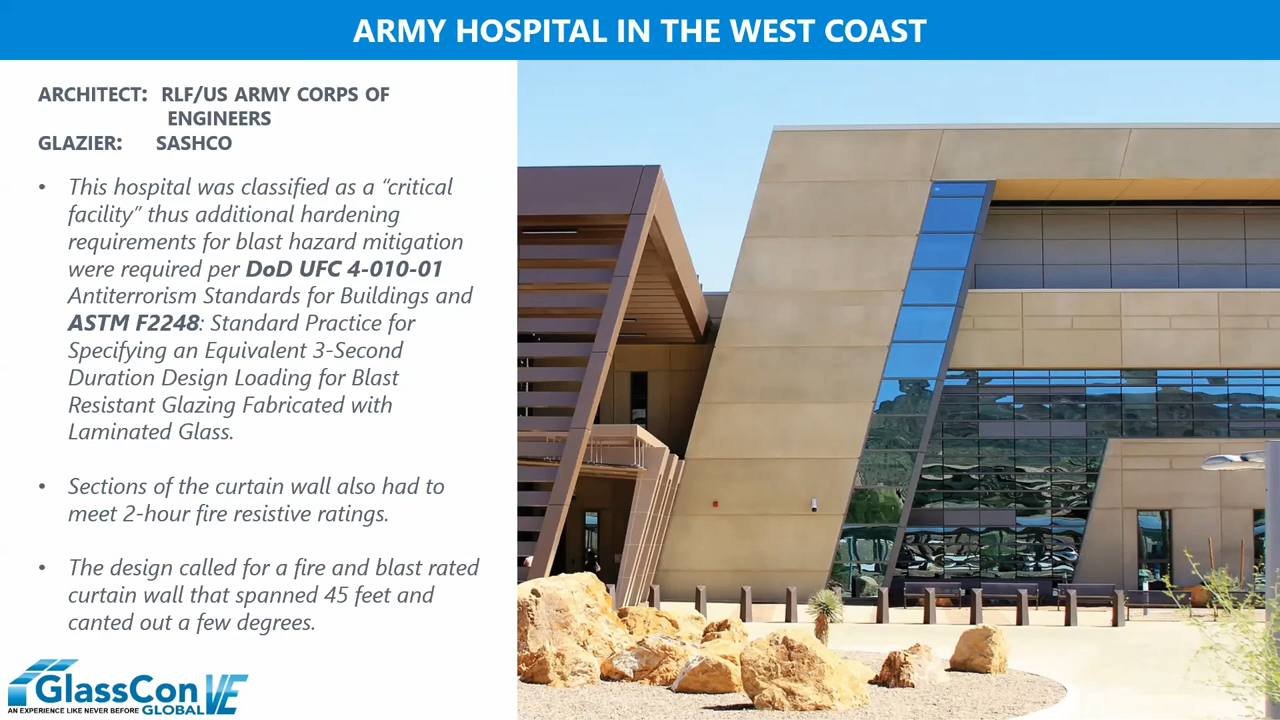 ARMY HOSPITAL IN THE WEST COAST
ARCHITECT: RLF/US ARMY CORPS OF
ENGINEERS
GLAZIER: SASHCO
• This hospital was classified as a “critical
facility” thus additional hardening
requirements for blast hazard mitigation
were required per DoD UFC 4-010-01
Antiterrorism Standards for Buildings and
ASTM F2248: Standard Practice for
Specifying an Equivalent 3-Second
Duration Design Loading for Blast
Resistant Glazing Fabricated with
Laminated Glass.
• Sections of the curtain wall also had to
meet 2-hour fire resistive ratings.
• The design called for a fire and blast rated
curtain wall that spanned 45 feet and
canted out a few degrees.
GlassCon VE
AN EXPERIENCE LIKE NEVER BEFORE GLOBAL